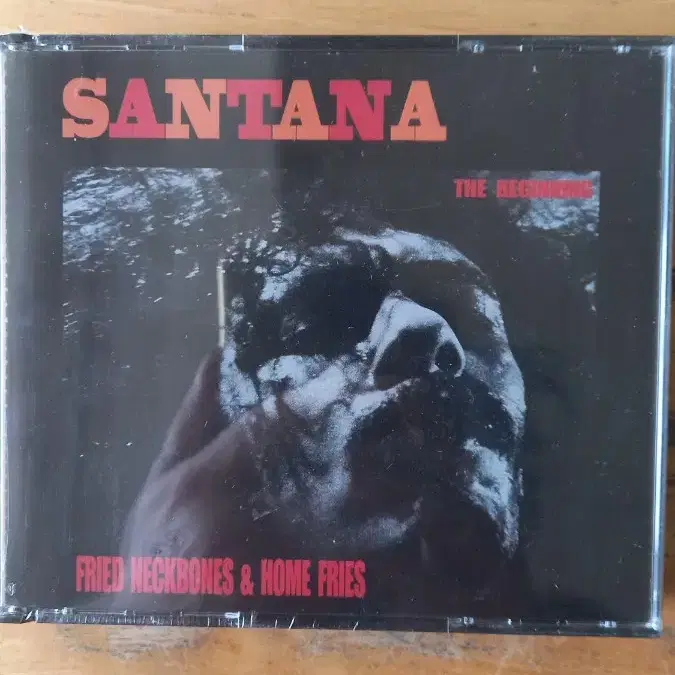 SANTANA
THE BEGINNING
FRIED NECKBONES & HOME FRIES